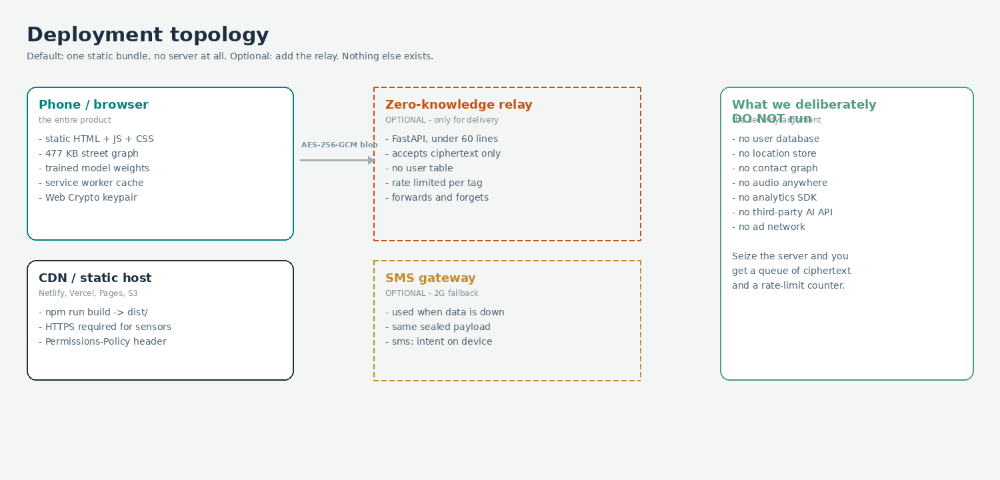 Deployment topology
Default: one static bundle, no server at all. Optional: add the relay. Nothing else exists.
Phone / browser
the entire product
- static HTML + JS + CSS
- 477 KB street graph
- trained model weights
- service worker cache
- Web Crypto keypair
AES-256-GCM blob
Zero-knowledge relay
OPTIONAL - only for delivery
- FastAPI, under 60 lines
- accepts ciphertext only
- no user table
- rate limited per tag
- forwards and forgets
What we deliberately
DO NOT run
the security argument
- no user database
- no location store
- no contact graph
- no audio anywhere
- no analytics SDK
- no third-party AI API
- no ad network
Seize the server and you
get a queue of ciphertext
and a rate-limit counter.
CDN / static host
Netlify, Vercel, Pages, S3
- npm run build -> dist/
- HTTPS required for sensors
- Permissions-Policy header
SMS gateway
OPTIONAL - 2G fallback
- used when data is down
- same sealed payload
- sms: intent on device